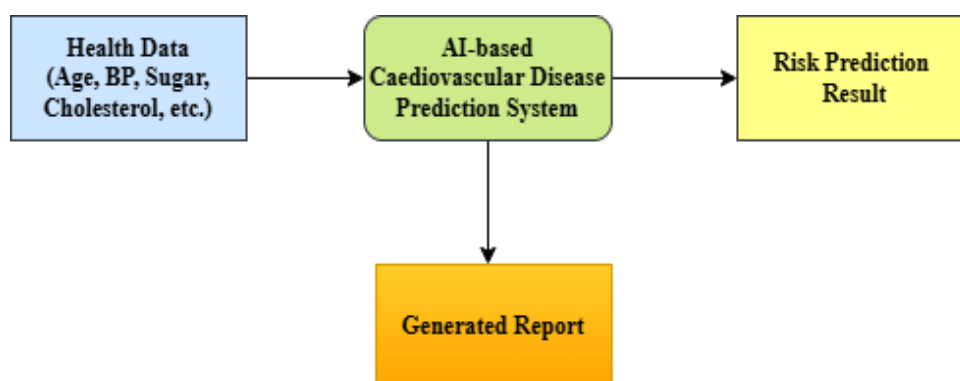 Health Data
(Age, BP, Sugar,
Cholesterol, etc.)
AI-based
Caediovascular Disease
Prediction System
Risk Prediction
Result
Generated Report